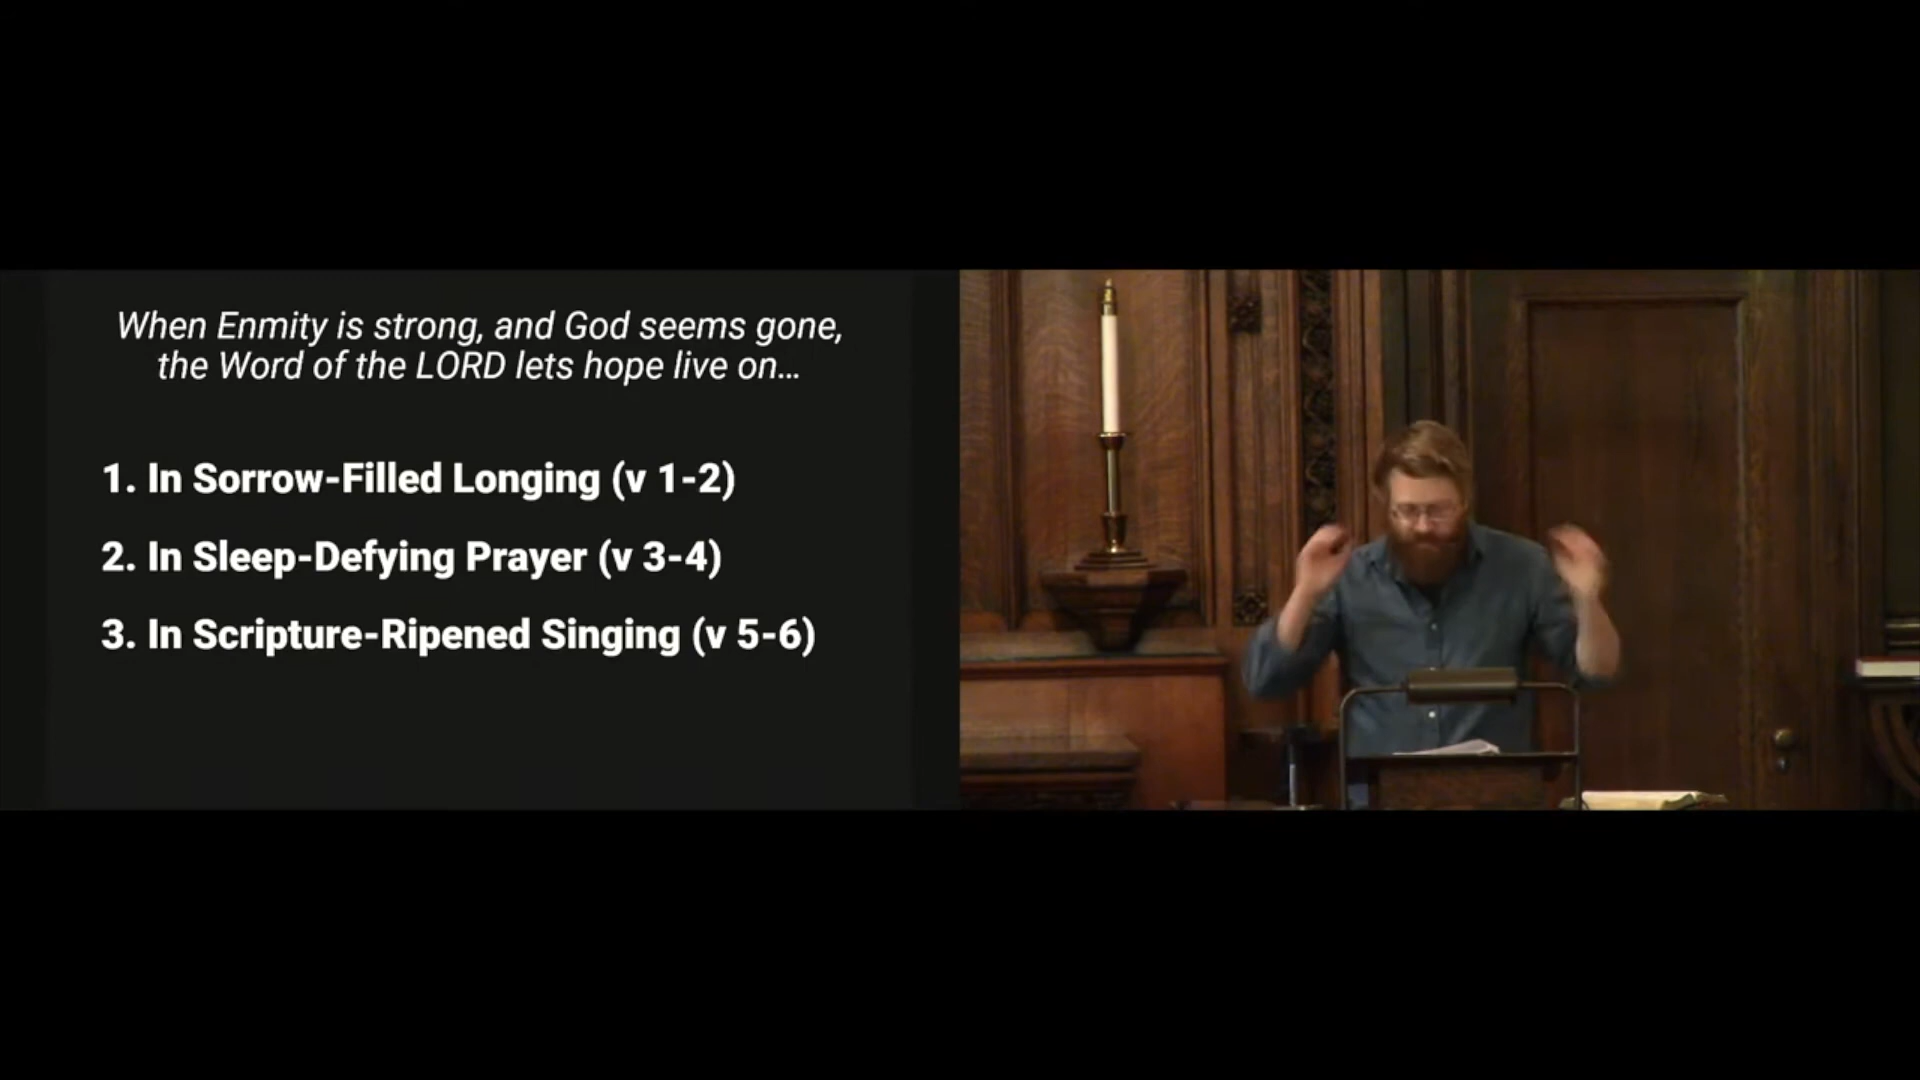 When Enmity is strong, and God seems gone,
the Word of the LORD lets hope live on...
1. In Sorrow-Filled Longing (v 1-2)
2. In Sleep-Defying Prayer (v 3-4)
3. In Scripture-Ripened Singing (v 5-6)